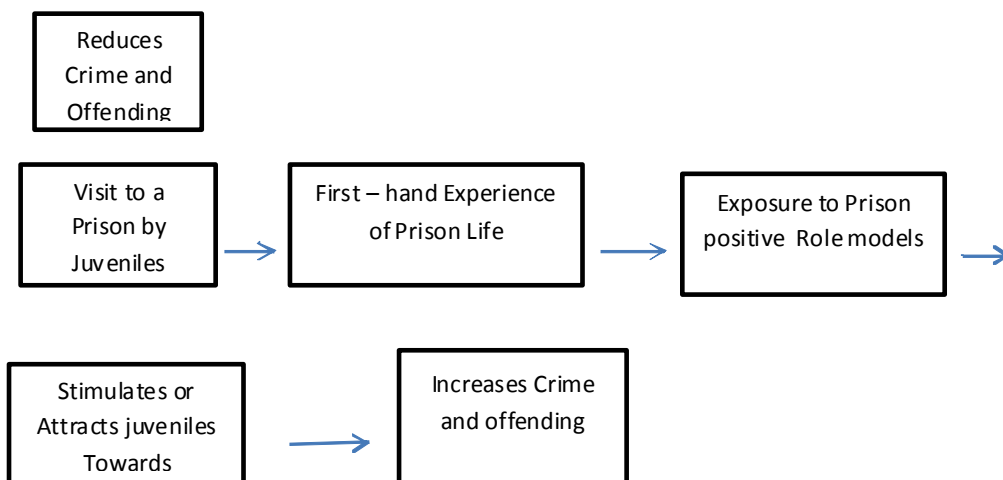 Reduces
Crime and
Offending
Visit to a
Prison by
Juveniles
First – hand Experience
of Prison Life
Exposure to Prison
positive Role models
Stimulates or
Attracts juveniles
Towards
Increases Crime
and offending